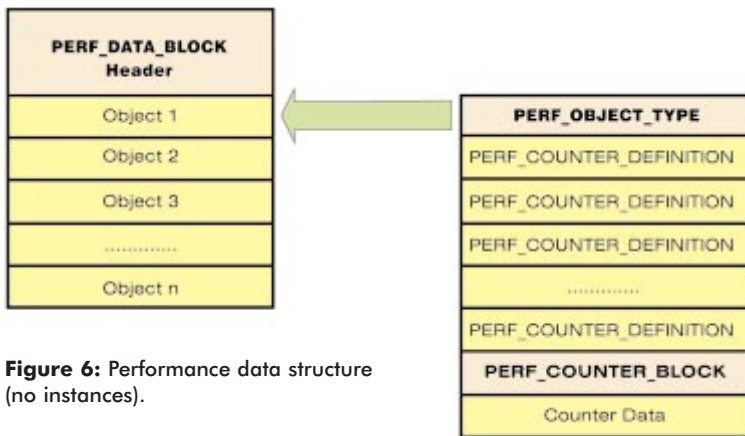 PERF_DATA_BLOCK
Header
Object 1
Object 2
Object 3
.............
Object n
Figure 6: Performance data structure
(no instances).
PERF_OBJECT_TYPE
PERF_COUNTER_DEFINITION
PERF_COUNTER_DEFINITION
PERF_COUNTER_DEFINITION
.............
PERF_COUNTER_DEFINITION
PERF_COUNTER_BLOCK
Counter Data